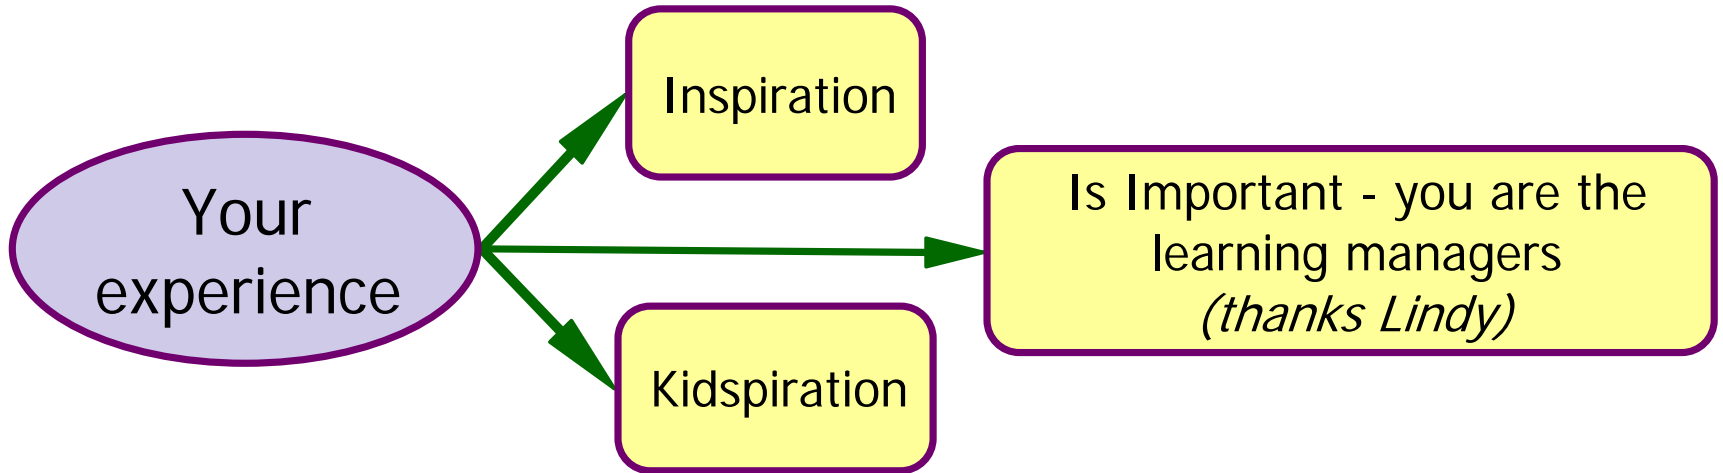 Your
experience
Inspiration
Is Important - you are the
learning managers
(thanks Lindy)
Kidspiration